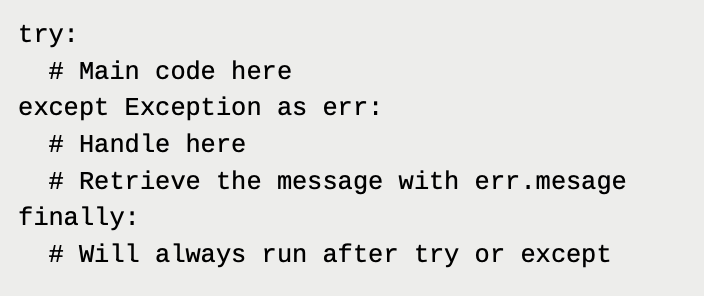 try:
  # Main code here
except Exception as err:
  # Handle here
  # Retrieve the message with err.mesage
finally:
  # Will always run after try or except